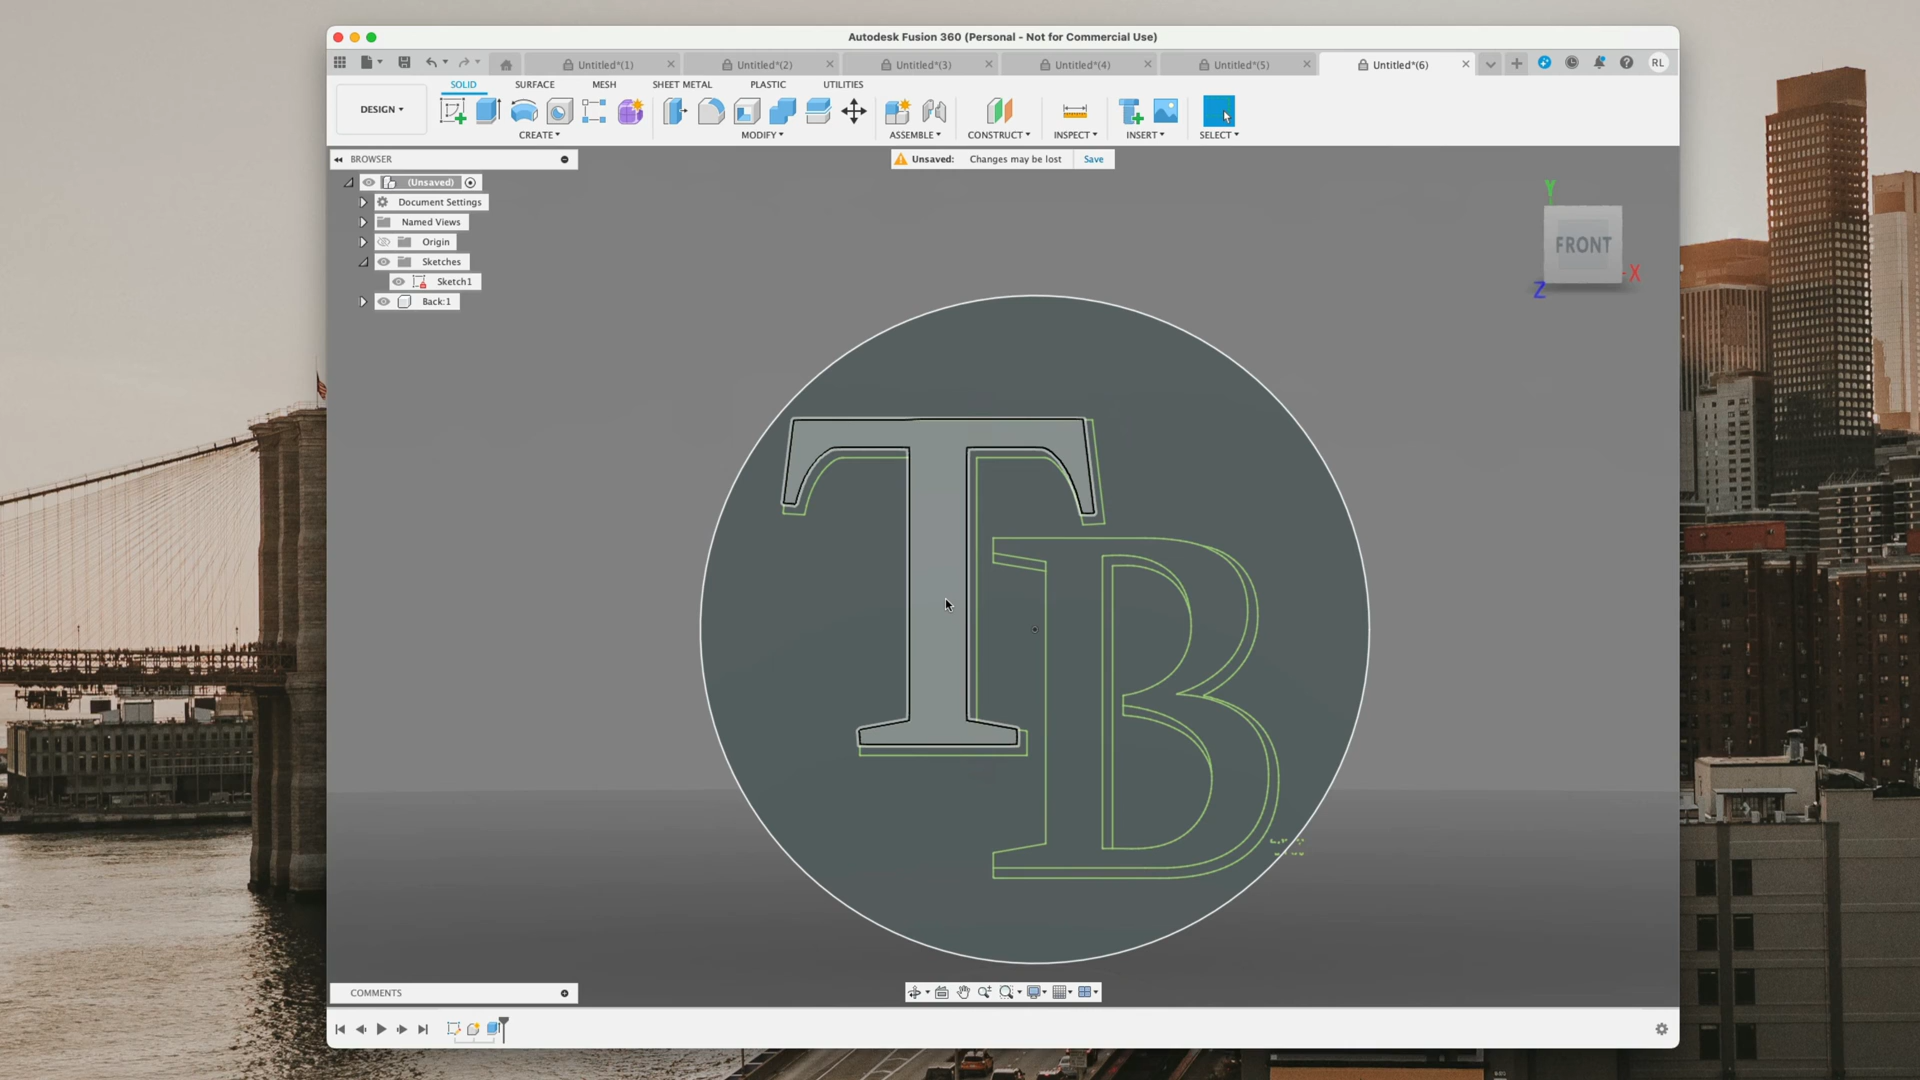 Autodesk Fusion 360 (Personal - Not for Commercial Use)
Untitled*(1)
Untitled*(2)
Untitled*(3)
Untitled*(4)
Untitled*(5)
Untitled*(6)
RL
SOLID
SURFACE
MESH
SHEET METAL
PLASTIC
UTILITIES
DESIGN
CREATE
MODIFY
ASSEMBLE
CONSTRUCT
INSPECT
INSERT
SELECT
BROWSER
Unsaved: Changes may be lost Save
(Unsaved)
Document Settings
Named Views
Origin
Sketches
Sketch1
Back:1
Y
FRONT
X
Z
T
B
COMMENTS